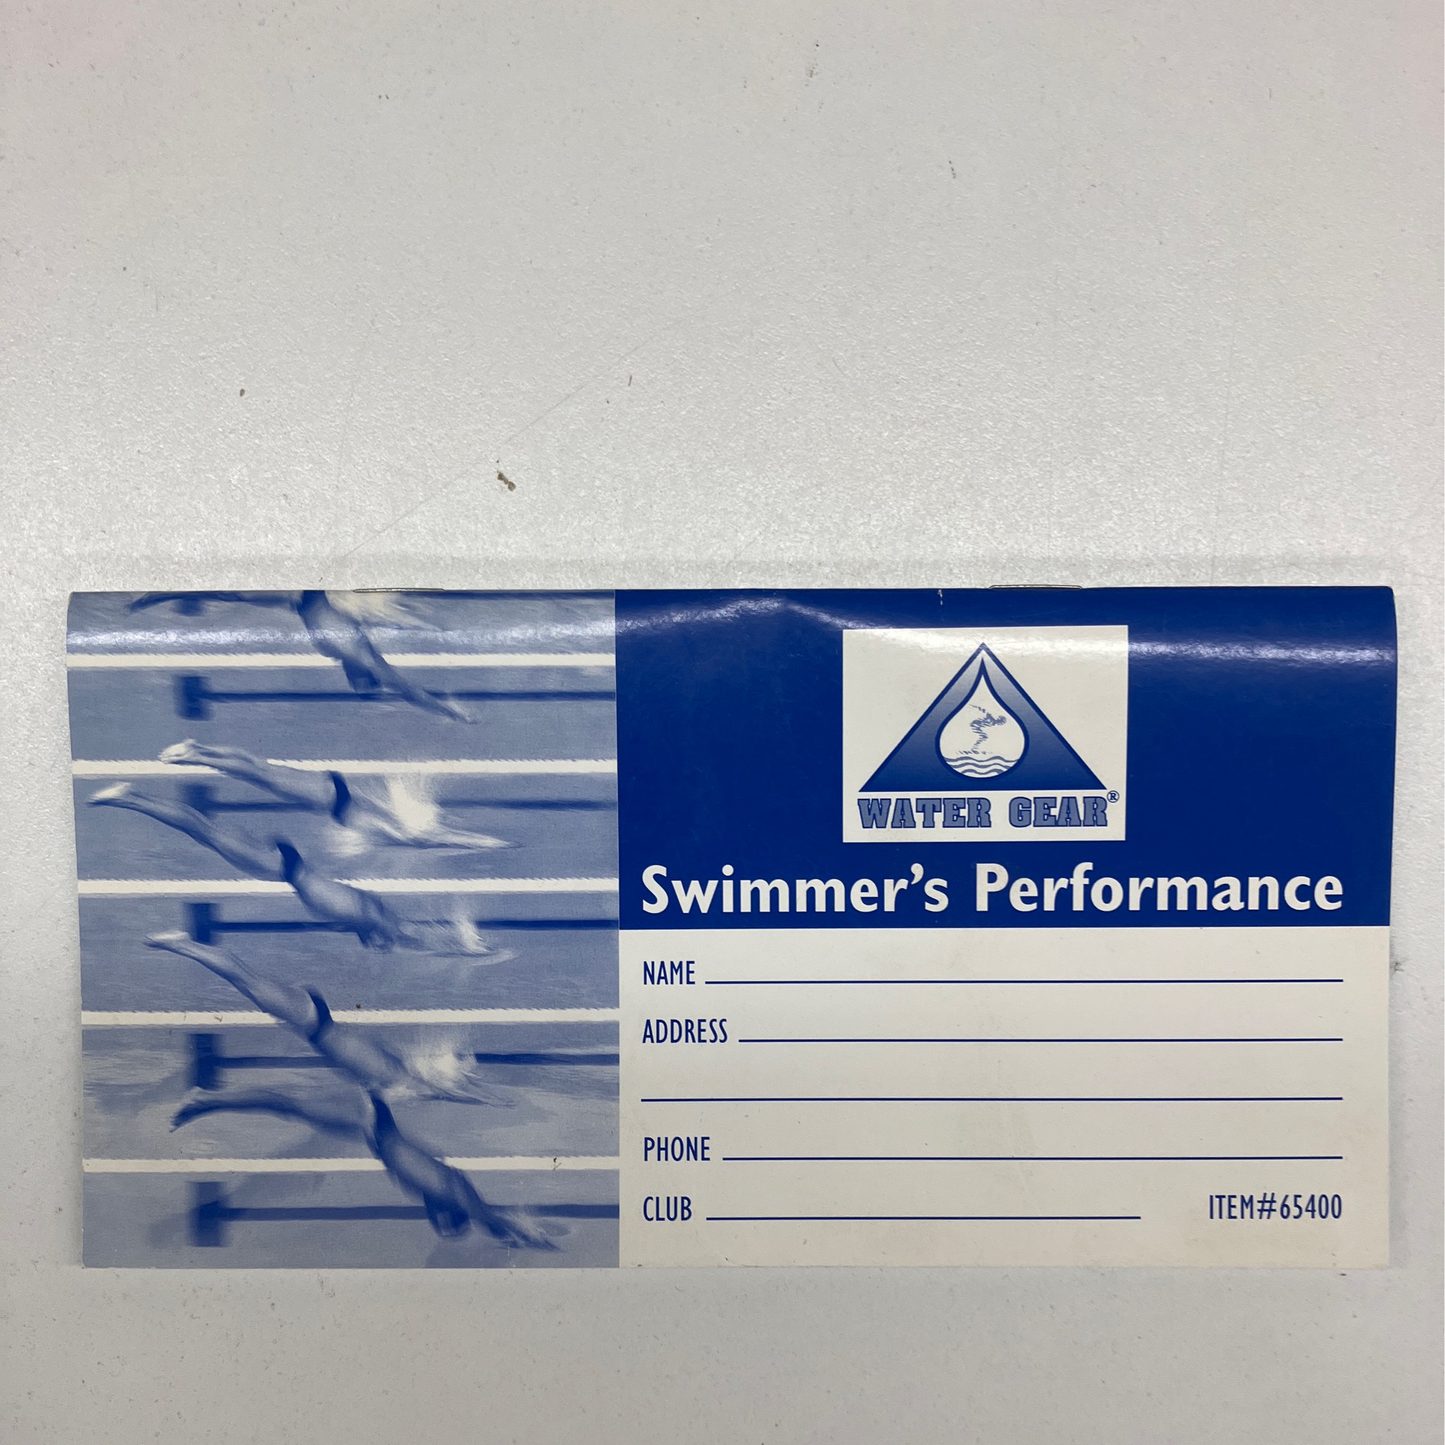 WATER GEAR®
Swimmer's Performance
NAME
ADDRESS
PHONE
CLUB ITEM#65400